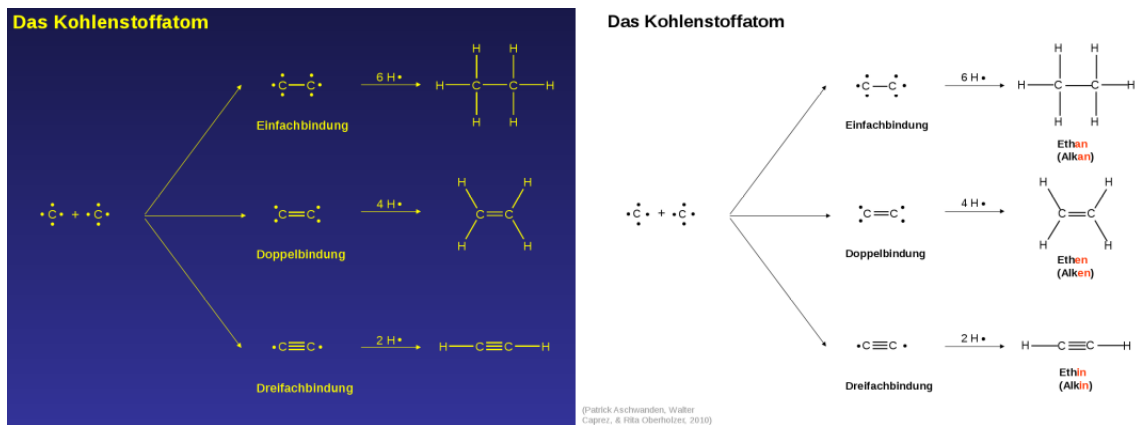 Das Kohlenstoffatom
H H
C — C 6 H• H C C H
H H
Einfachbindung
H H
•C• + •C• C=C 4 H• C=C
H H
Doppelbindung
•C≡C• 2 H• H—C≡C—H
Dreifachbindung
Das Kohlenstoffatom
H H
C — C 6 H• H C C H
H H
Einfachbindung
Ethan
(Alkan)
H H
•C• + •C• C=C 4 H• C=C
H H
Doppelbindung
Ethen
(Alken)
•C≡C• 2 H• H—C≡C—H
Dreifachbindung
Ethin
(Alkin)
(Patrick Aschwanden, Walter
Caprez, & Rita Oberholzer, 2010)